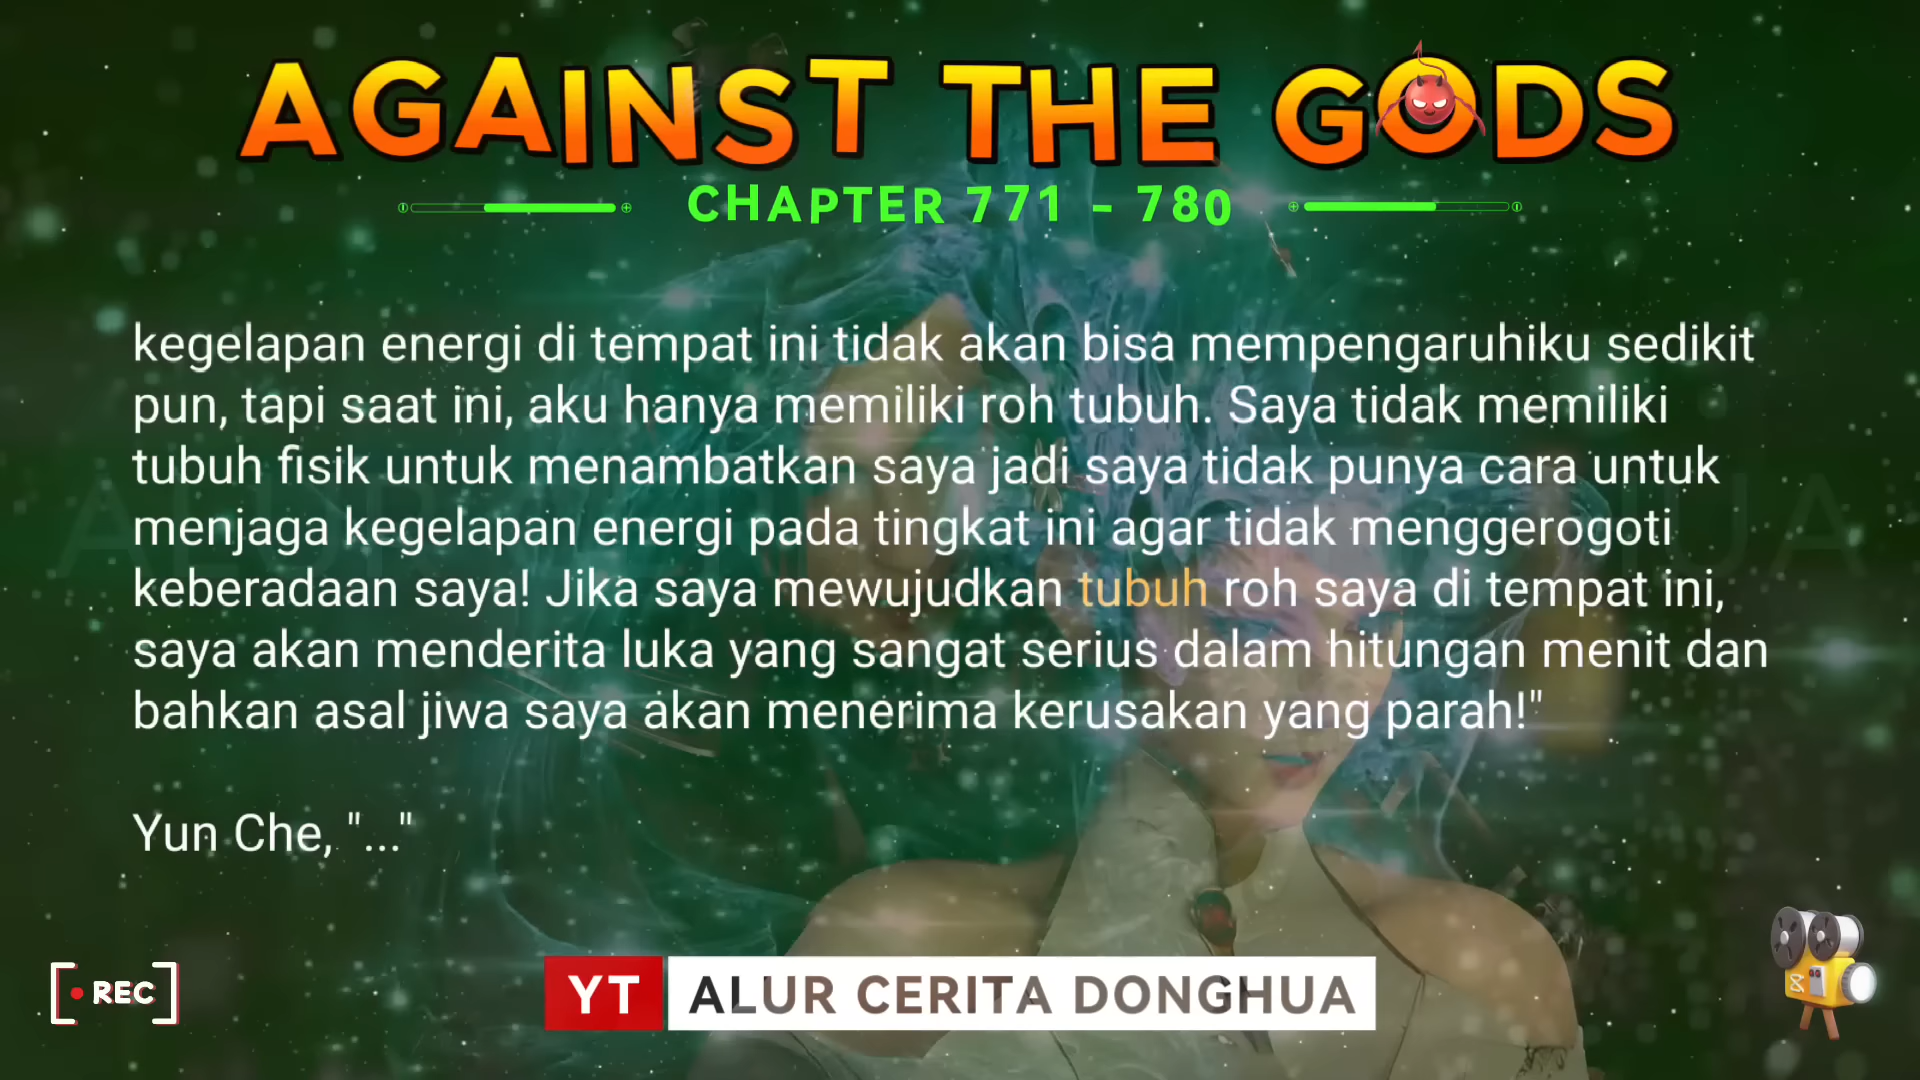 AGAINST THE GODS
CHAPTER 771 - 780
kegelapan energi di tempat ini tidak akan bisa mempengaruhiku sedikit
pun, tapi saat ini, aku hanya memiliki roh tubuh. Saya tidak memiliki
tubuh fisik untuk menambatkan saya jadi saya tidak punya cara untuk
menjaga kegelapan energi pada tingkat ini agar tidak menggerogoti
keberadaan saya! Jika saya mewujudkan tubuh roh saya di tempat ini,
saya akan menderita luka yang sangat serius dalam hitungan menit dan
bahkan asal jiwa saya akan menerima kerusakan yang parah!"
Yun Che, "..."
REC
YT ALUR CERITA DONGHUA